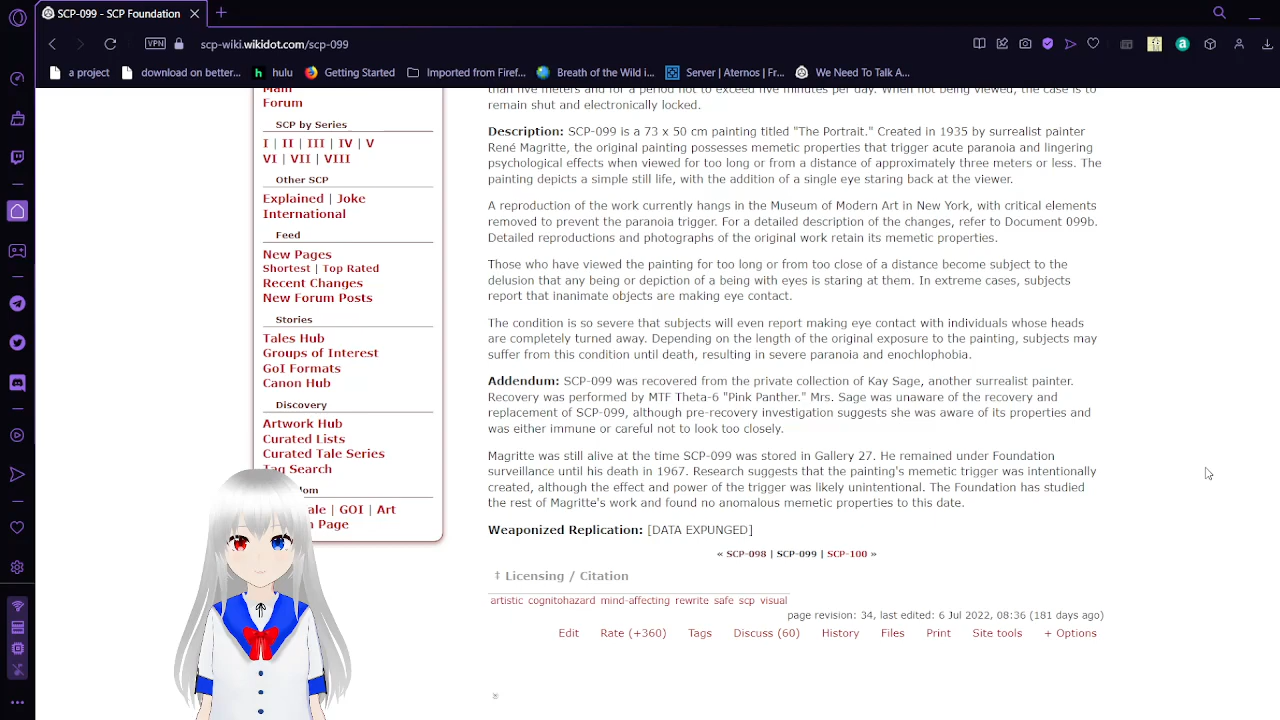 SCP-099 - SCP Foundation
VPN
scp-wiki.wikidot.com/scp-099
a project
download on better...
hulu
Getting Started
Imported from Firef...
Breath of the Wild i...
Server | Aternos | Fr...
We Need To Talk A...
Main
Forum
SCP by Series
I | II | III | IV | V
VI | VII | VIII
Other SCP
Explained | Joke
International
Feed
New Pages
Shortest | Top Rated
Recent Changes
New Forum Posts
Stories
Tales Hub
Groups of Interest
GoI Formats
Canon Hub
Discovery
Artwork Hub
Curated Lists
Curated Tale Series
Tag Search
om
ale | GOI | Art
Page
than five meters and for a period not to exceed five minutes per day. When not being viewed, the case is to
remain shut and electronically locked.
Description: SCP-099 is a 73 x 50 cm painting titled "The Portrait." Created in 1935 by surrealist painter
René Magritte, the original painting possesses memetic properties that trigger acute paranoia and lingering
psychological effects when viewed for too long or from a distance of approximately three meters or less. The
painting depicts a simple still life, with the addition of a single eye staring back at the viewer.
A reproduction of the work currently hangs in the Museum of Modern Art in New York, with critical elements
removed to prevent the paranoia trigger. For a detailed description of the changes, refer to Document 099b.
Detailed reproductions and photographs of the original work retain its memetic properties.
Those who have viewed the painting for too long or from too close of a distance become subject to the
delusion that any being or depiction of a being with eyes is staring at them. In extreme cases, subjects
report that inanimate objects are making eye contact.
The condition is so severe that subjects will even report making eye contact with individuals whose heads
are completely turned away. Depending on the length of the original exposure to the painting, subjects may
suffer from this condition until death, resulting in severe paranoia and enochlophobia.
Addendum: SCP-099 was recovered from the private collection of Kay Sage, another surrealist painter.
Recovery was performed by MTF Theta-6 "Pink Panther." Mrs. Sage was unaware of the recovery and
replacement of SCP-099, although pre-recovery investigation suggests she was aware of its properties and
was either immune or careful not to look too closely.
Magritte was still alive at the time SCP-099 was stored in Gallery 27. He remained under Foundation
surveillance until his death in 1967. Research suggests that the painting's memetic trigger was intentionally
created, although the effect and power of the trigger was likely unintentional. The Foundation has studied
the rest of Magritte's work and found no anomalous memetic properties to this date.
Weaponized Replication: [DATA EXPUNGED]
« SCP-098 | SCP-099 | SCP-100 »
‡ Licensing / Citation
artistic cognitohazard mind-affecting rewrite safe scp visual
page revision: 34, last edited: 6 Jul 2022, 08:36 (181 days ago)
Edit Rate (+360) Tags Discuss (60) History Files Print Site tools + Options